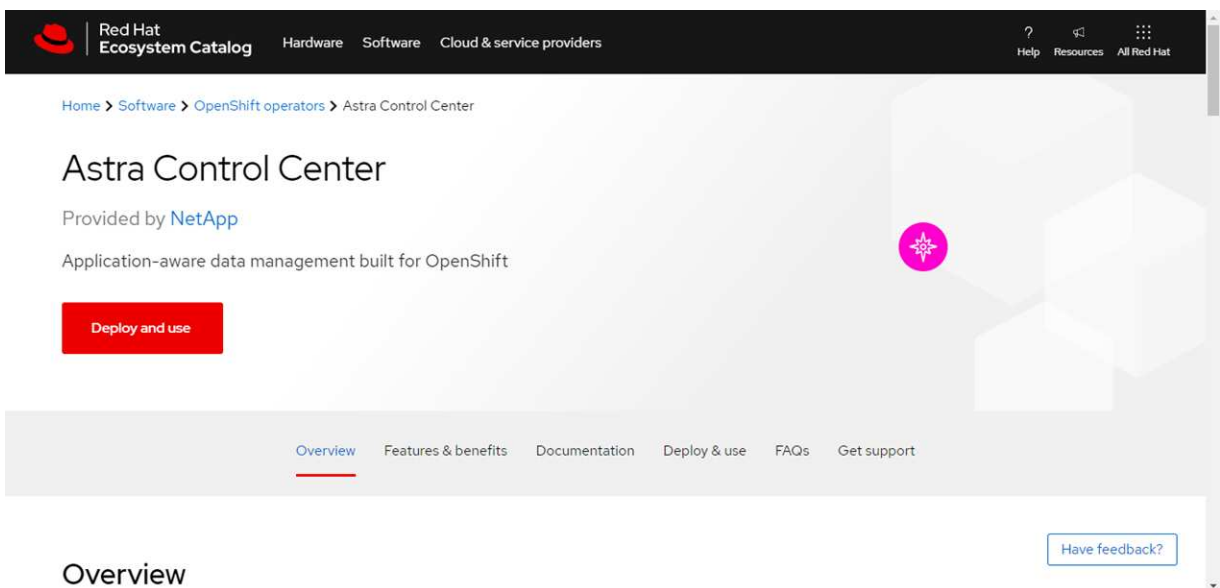 Red Hat
Ecosystem Catalog
Hardware Software Cloud & service providers
?
Help Resources All Red Hat
Home > Software > OpenShift operators > Astra Control Center
Astra Control Center
Provided by NetApp
Application-aware data management built for OpenShift
Deploy and use
Overview Features & benefits Documentation Deploy & use FAQs Get support
Have feedback?
Overview